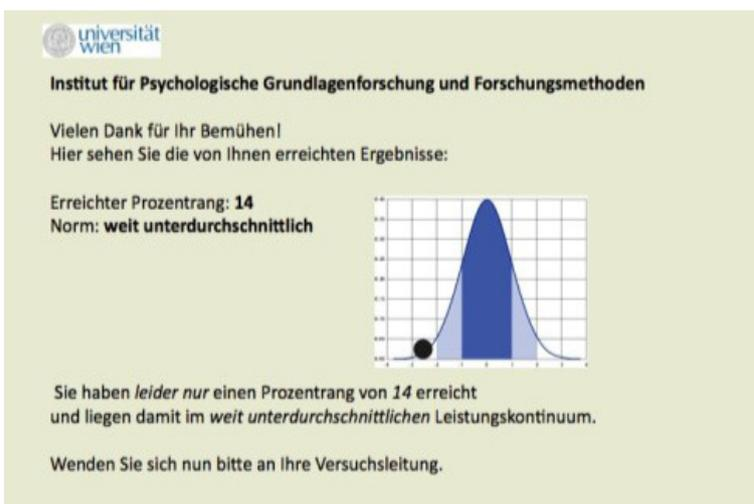 universität
wien
Institut für Psychologische Grundlagenforschung und Forschungsmethoden
Vielen Dank für Ihr Bemühen!
Hier sehen Sie die von Ihnen erreichten Ergebnisse:
Erreichter Prozentrang: 14
Norm: weit unterdurchschnittlich
Sie haben leider nur einen Prozentrang von 14 erreicht
und liegen damit im weit unterdurchschnittlichen Leistungskontinuum.
Wenden Sie sich nun bitte an Ihre Versuchsleitung.